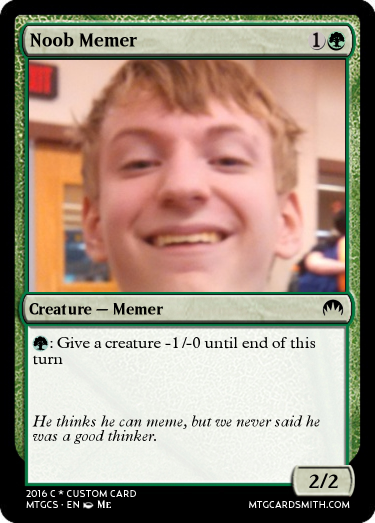 Noob Memer 1
Creature — Memer
: Give a creature -1/-0 until end of this
turn
He thinks he can meme, but we never said he
was a good thinker.
2/2
2016 C * CUSTOM CARD
MTGCS • EN ME
MTGCARDSMITH.COM